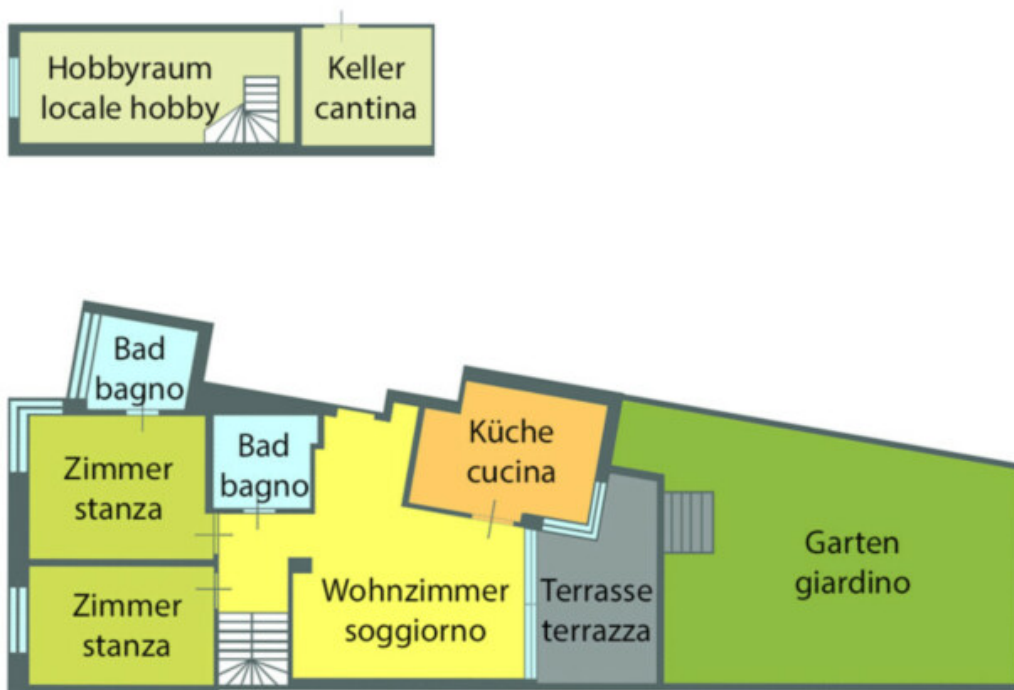 Hobbyraum
locale hobby
Keller
cantina
Bad
bagno
Bad
bagno
Küche
cucina
Zimmer
stanza
Zimmer
stanza
Wohnzimmer
soggiorno
Terrasse
terrazza
Garten
giardino